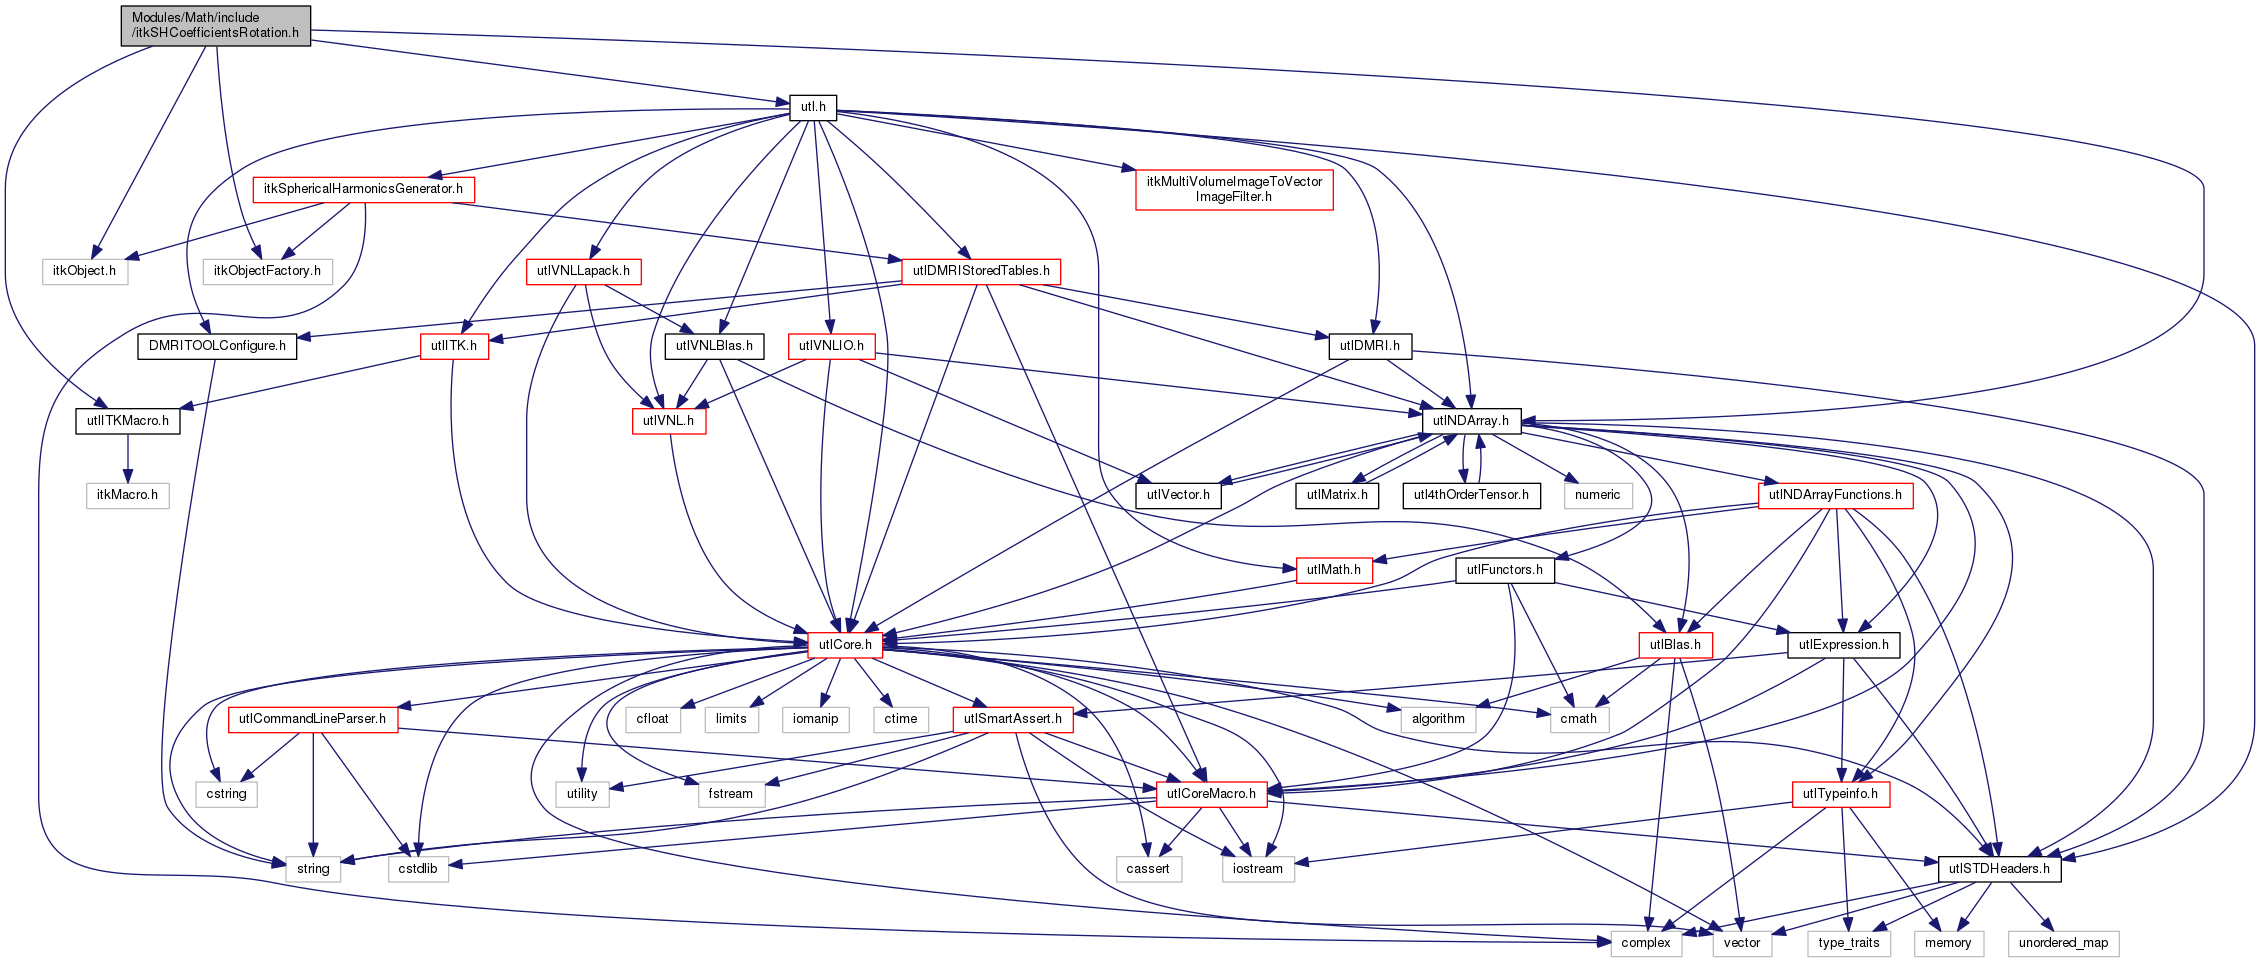 Modules/Math/include
/itkSHCoefficientsRotation.h
utl.h
itkSphericalHarmonicsGenerator.h
itkMultiVolumeImageToVector
ImageFilter.h
itkObject.h
itkObjectFactory.h
utlVNLLapack.h
utlDMRIStoredTables.h
DMRITOOLConfigure.h
utlITK.h
utlVNLBlas.h
utlVNLIO.h
utlDMRI.h
utlITKMacro.h
utlVNL.h
utlNDArray.h
itkMacro.h
utlVector.h
utlMatrix.h
utl4thOrderTensor.h
numeric
utlNDArrayFunctions.h
utlMath.h
utlFunctors.h
utlCore.h
utlBlas.h
utlExpression.h
utlCommandLineParser.h
cfloat
limits
iomanip
ctime
utlSmartAssert.h
algorithm
cmath
cstring
utility
fstream
utlCoreMacro.h
utlTypeinfo.h
string
cstdlib
cassert
iostream
utlSTDHeaders.h
complex
vector
type_traits
memory
unordered_map